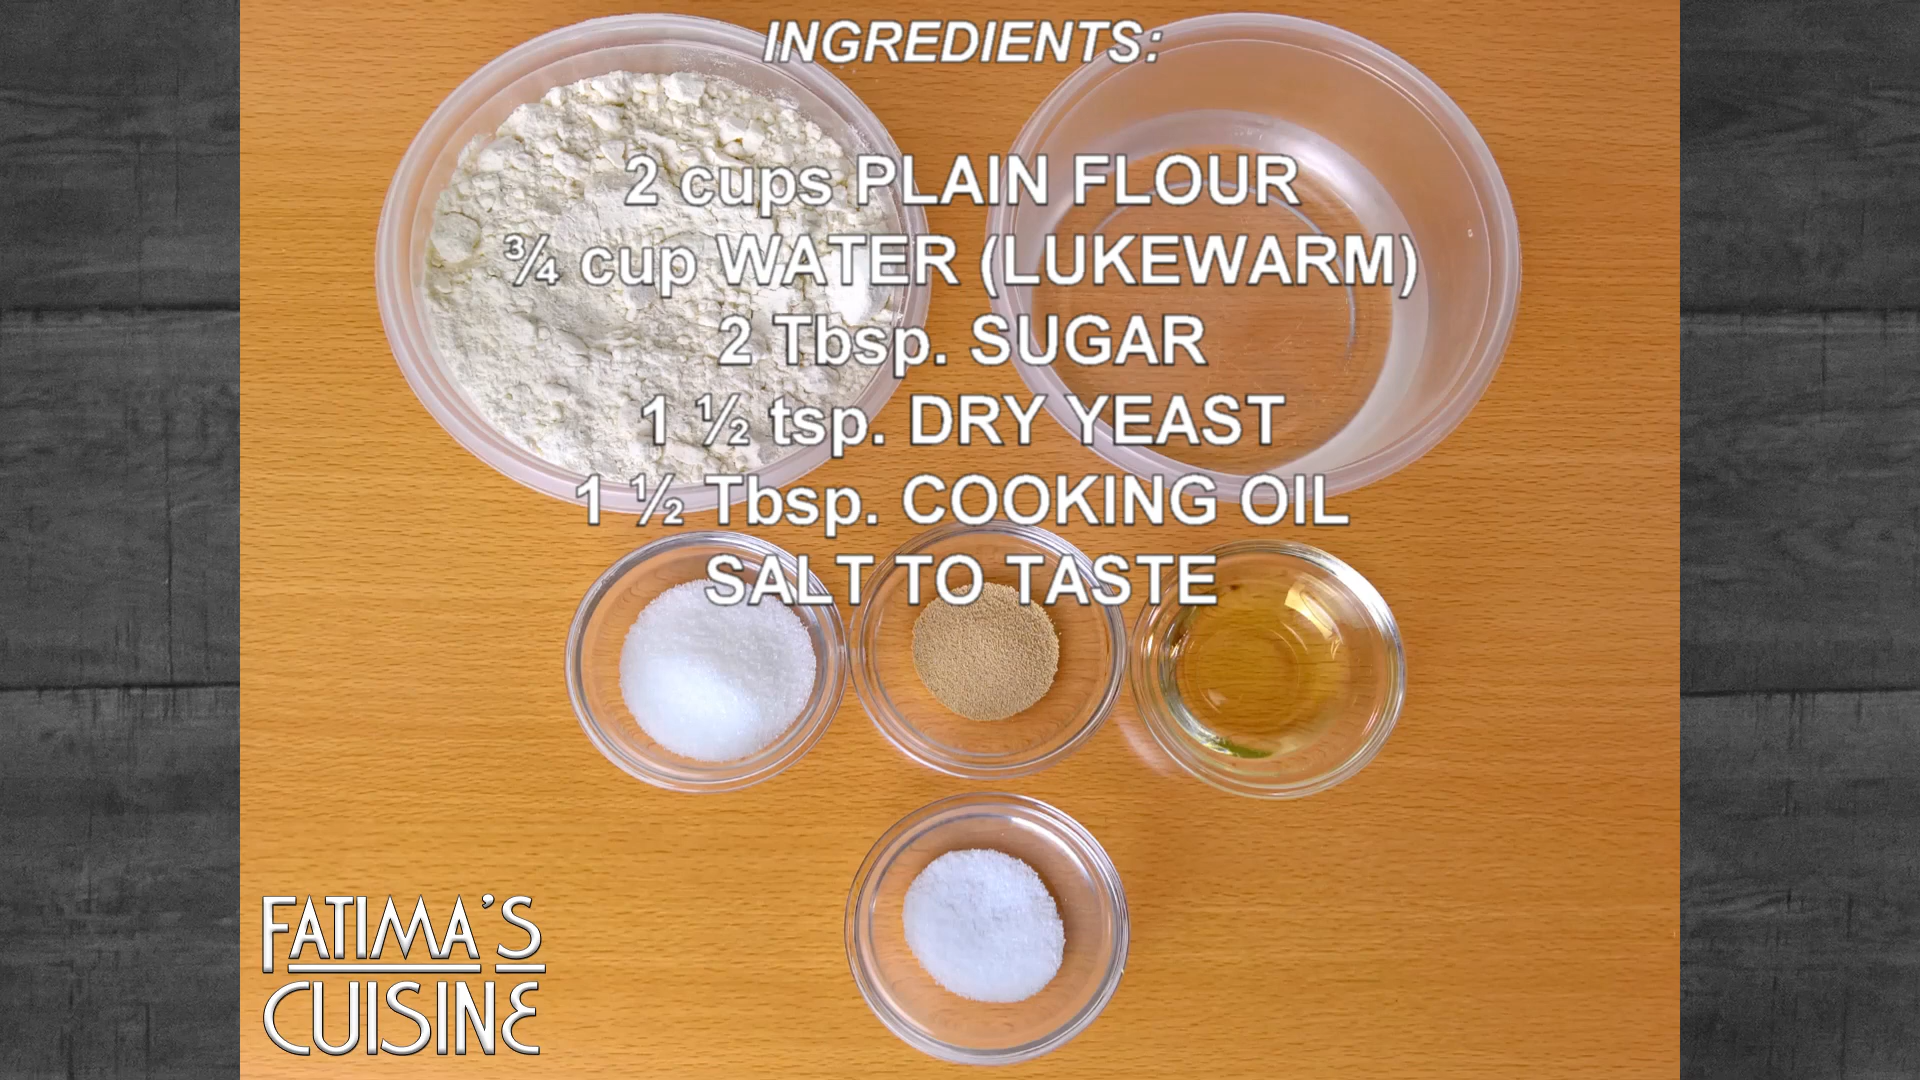 INGREDIENTS:
2 cups PLAIN FLOUR
¾ cup WATER (LUKEWARM)
2 Tbsp. SUGAR
1 ½ tsp. DRY YEAST
1 ½ Tbsp. COOKING OIL
SALT TO TASTE
FATIMA'S
CUISINE